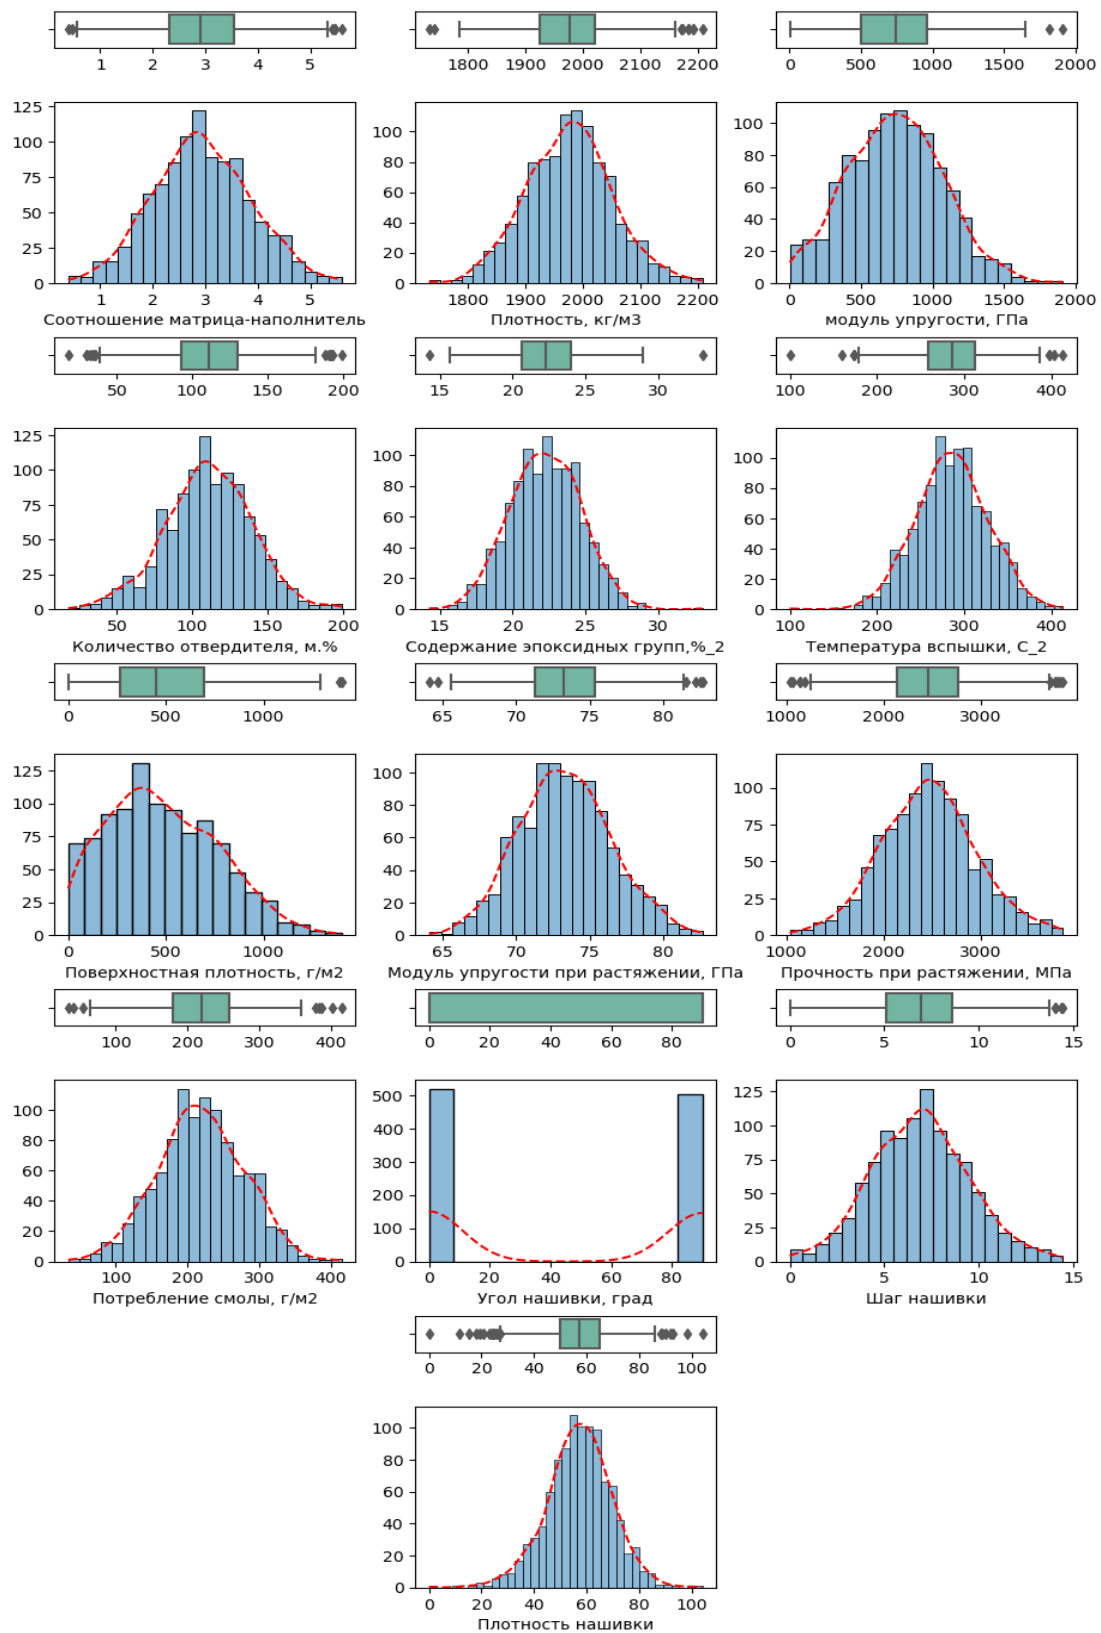 1 2 3 4 5
1800 1900 2000 2100 2200
0 500 1000 1500 2000
125
100
75
50
25
0
1 2 3 4 5
Соотношение матрица-наполнитель
100
80
60
40
20
0
1800 1900 2000 2100 2200
Плотность, кг/м3
100
80
60
40
20
0
0 500 1000 1500 2000
модуль упругости, ГПа
50 100 150 200
15 20 25 30
100 200 300 400
125
100
75
50
25
0
50 100 150 200
Количество отвердителя, м.%
100
80
60
40
20
0
15 20 25 30
Содержание эпоксидных групп,%_2
100
80
60
40
20
0
100 200 300 400
Температура вспышки, С_2
0 500 1000
65 70 75 80
1000 2000 3000
125
100
75
50
25
0
0 500 1000
Поверхностная плотность, г/м2
100
80
60
40
20
0
65 70 75 80
Модуль упругости при растяжении, ГПа
100
75
50
25
0
1000 2000 3000
Прочность при растяжении, МПа
100 200 300 400
0 20 40 60 80
0 5 10 15
100
80
60
40
20
0
100 200 300 400
Потребление смолы, г/м2
500
400
300
200
100
0
0 20 40 60 80
Угол нашивки, град
125
100
75
50
25
0
0 5 10 15
Шаг нашивки
0 20 40 60 80 100
100
80
60
40
20
0
0 20 40 60 80 100
Плотность нашивки